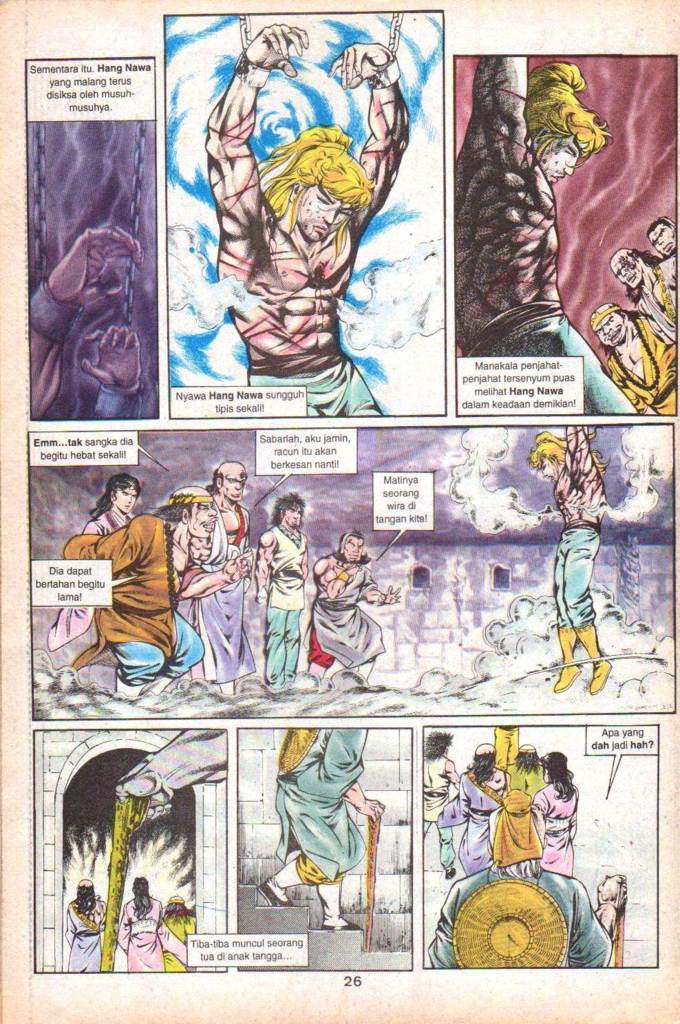 Sementara itu. Hang Nawa
yang malang terus
disiksa oleh musuh-
musuhya.
Nyawa Hang Nawa sungguh
tipis sekali!
Manakala penjahat-
penjahat tersenyum puas
melihat Hang Nawa
dalam keadaan demikian!
Emm...tak sangka dia
begitu hebat sekali!
Sabarlah, aku jamin,
racun itu akan
berkesan nanti!
Matinya
seorang
wira di
tangan kita!
Dia dapat
bertahan begitu
lama!
Tiba-tiba muncul seorang
tua di anak tangga...
Apa yang
dah jadi hah?
26